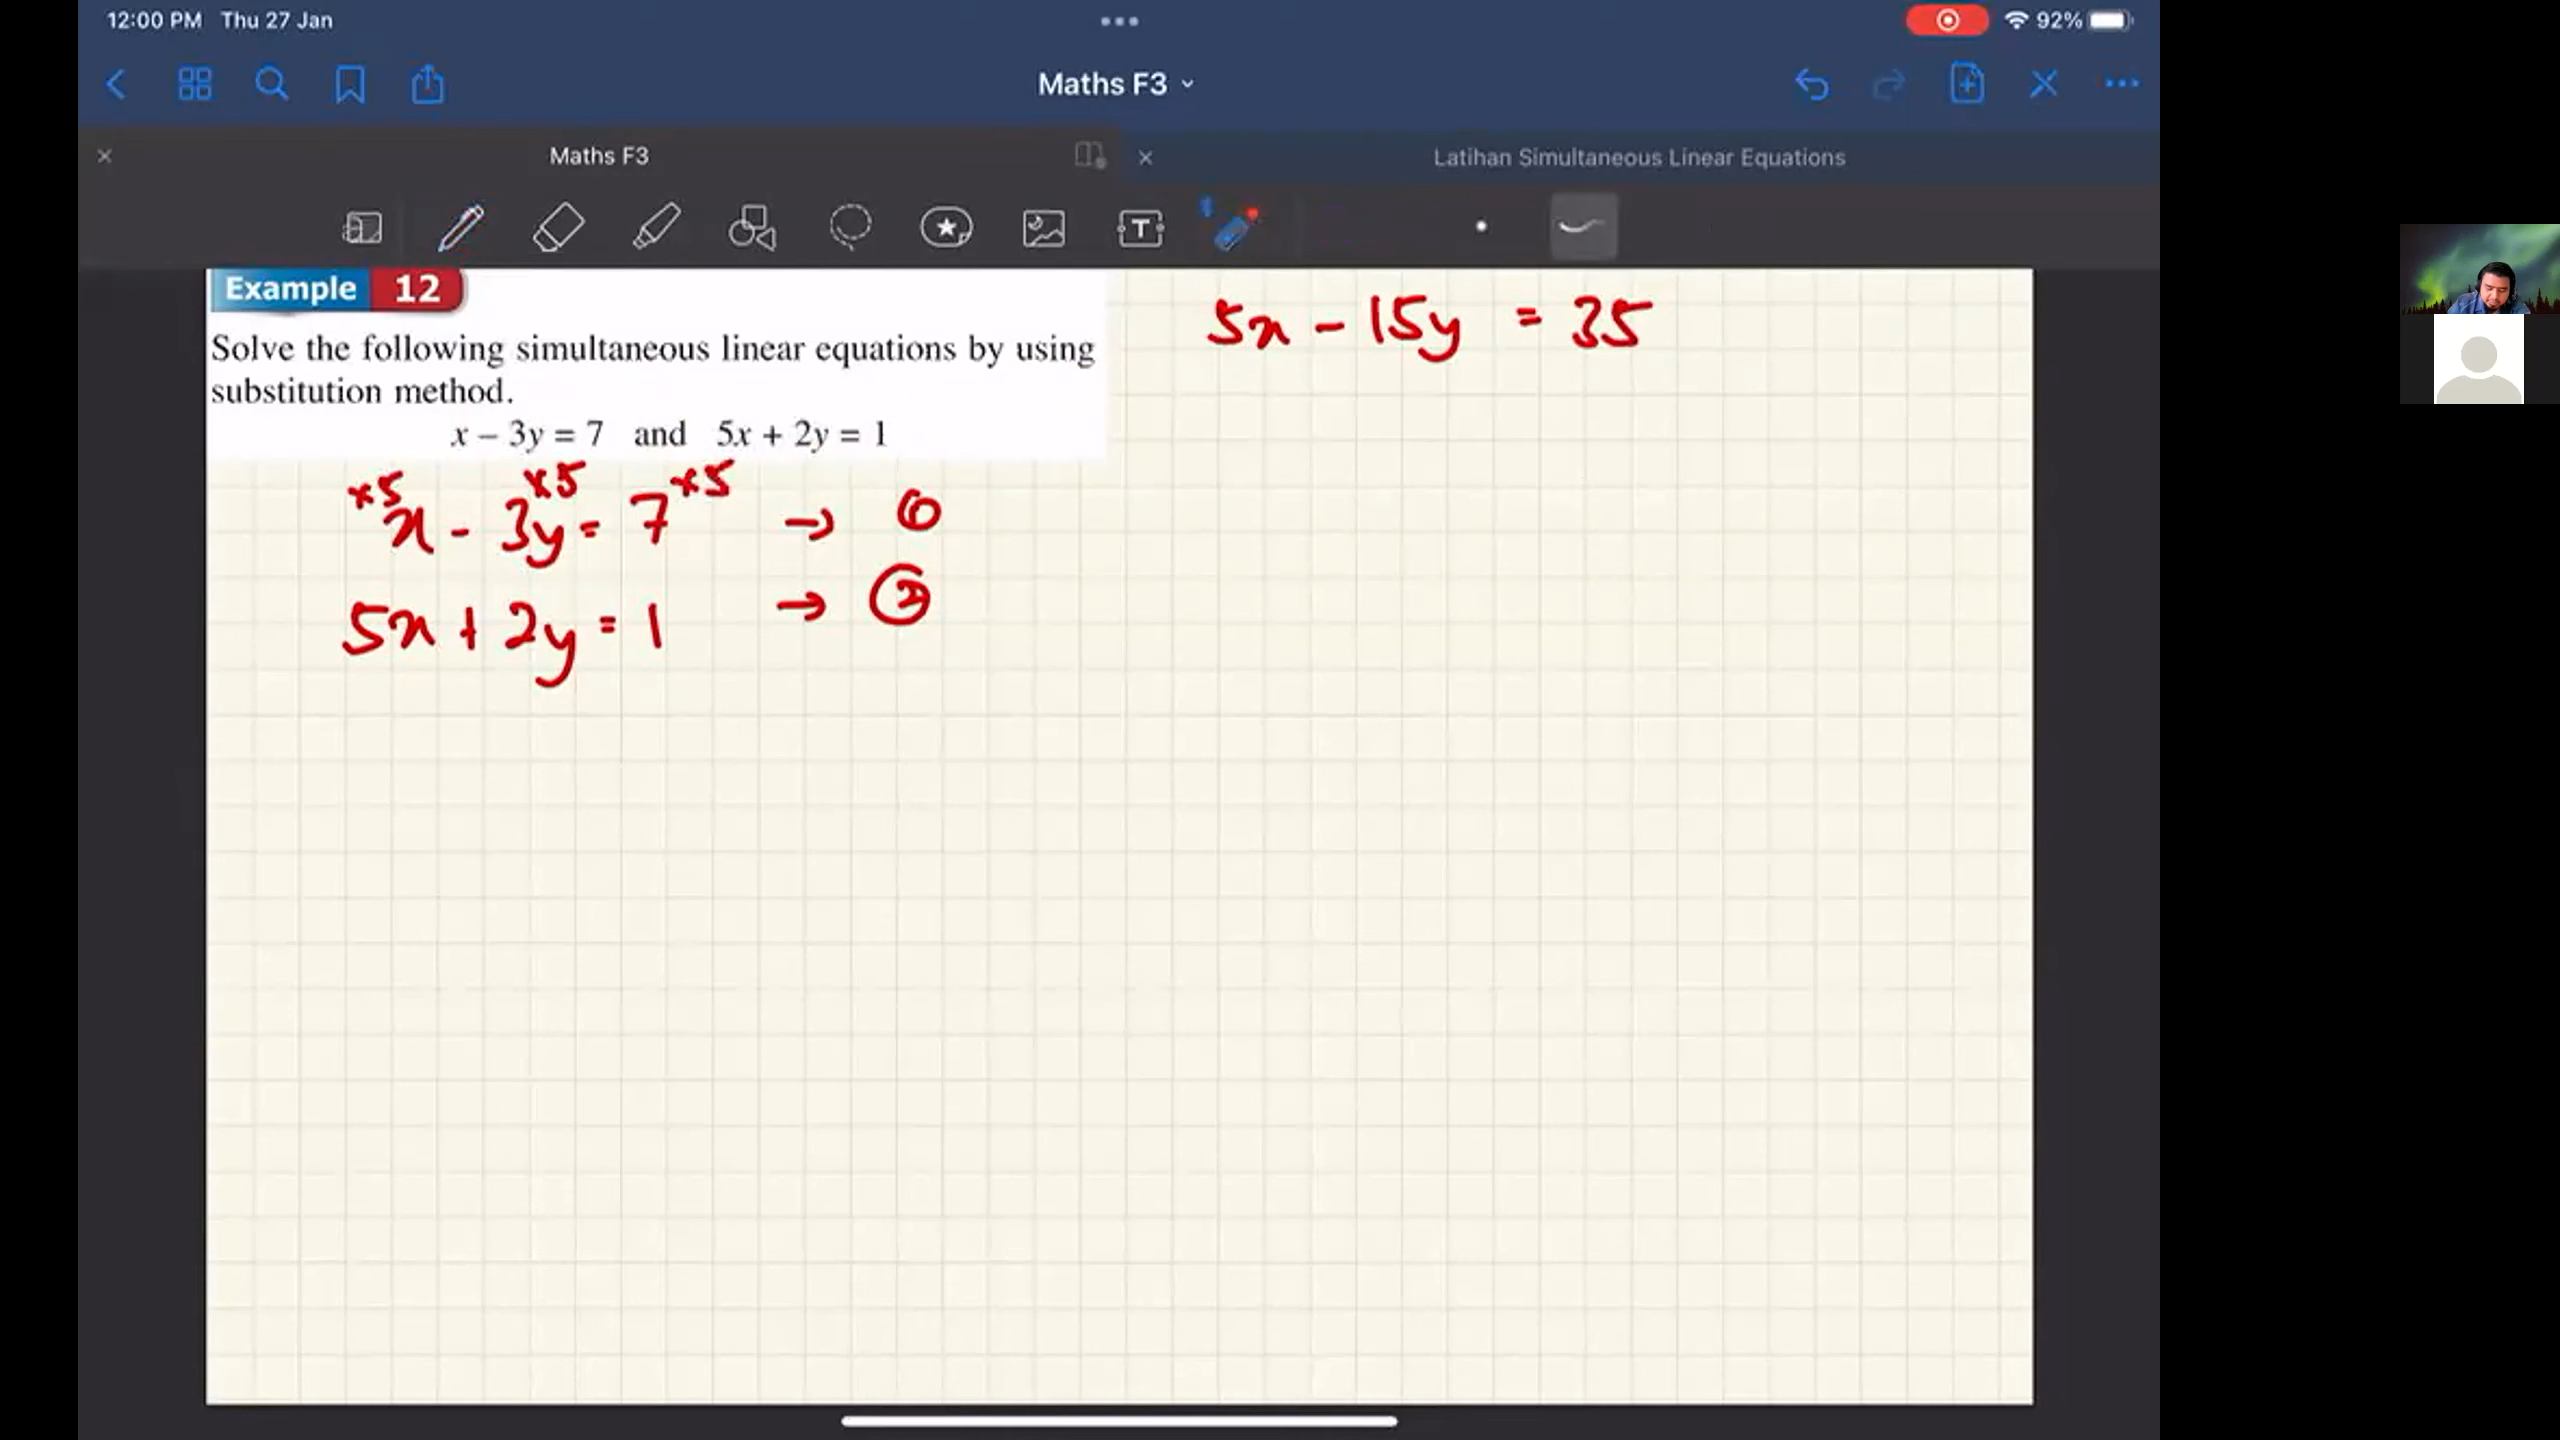 12:00 PM Thu 27 Jan
92%
Maths F3
Maths F3
Latihan Simultaneous Linear Equations
Example 12
Solve the following simultaneous linear equations by using
substitution method.
x – 3y = 7 and 5x + 2y = 1
×5 ×5 ×5
x - 3y = 7 → ①
5x + 2y = 1 → ②
5x - 15y = 35